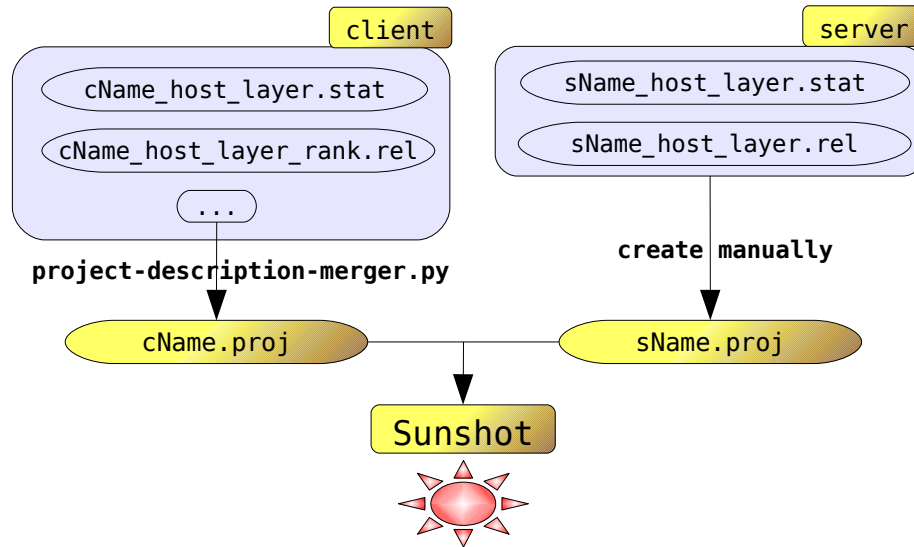 client
server
cName_host_layer.stat
sName_host_layer.stat
cName_host_layer_rank.rel
sName_host_layer.rel
...
create manually
project-description-merger.py
cName.proj
sName.proj
Sunshot